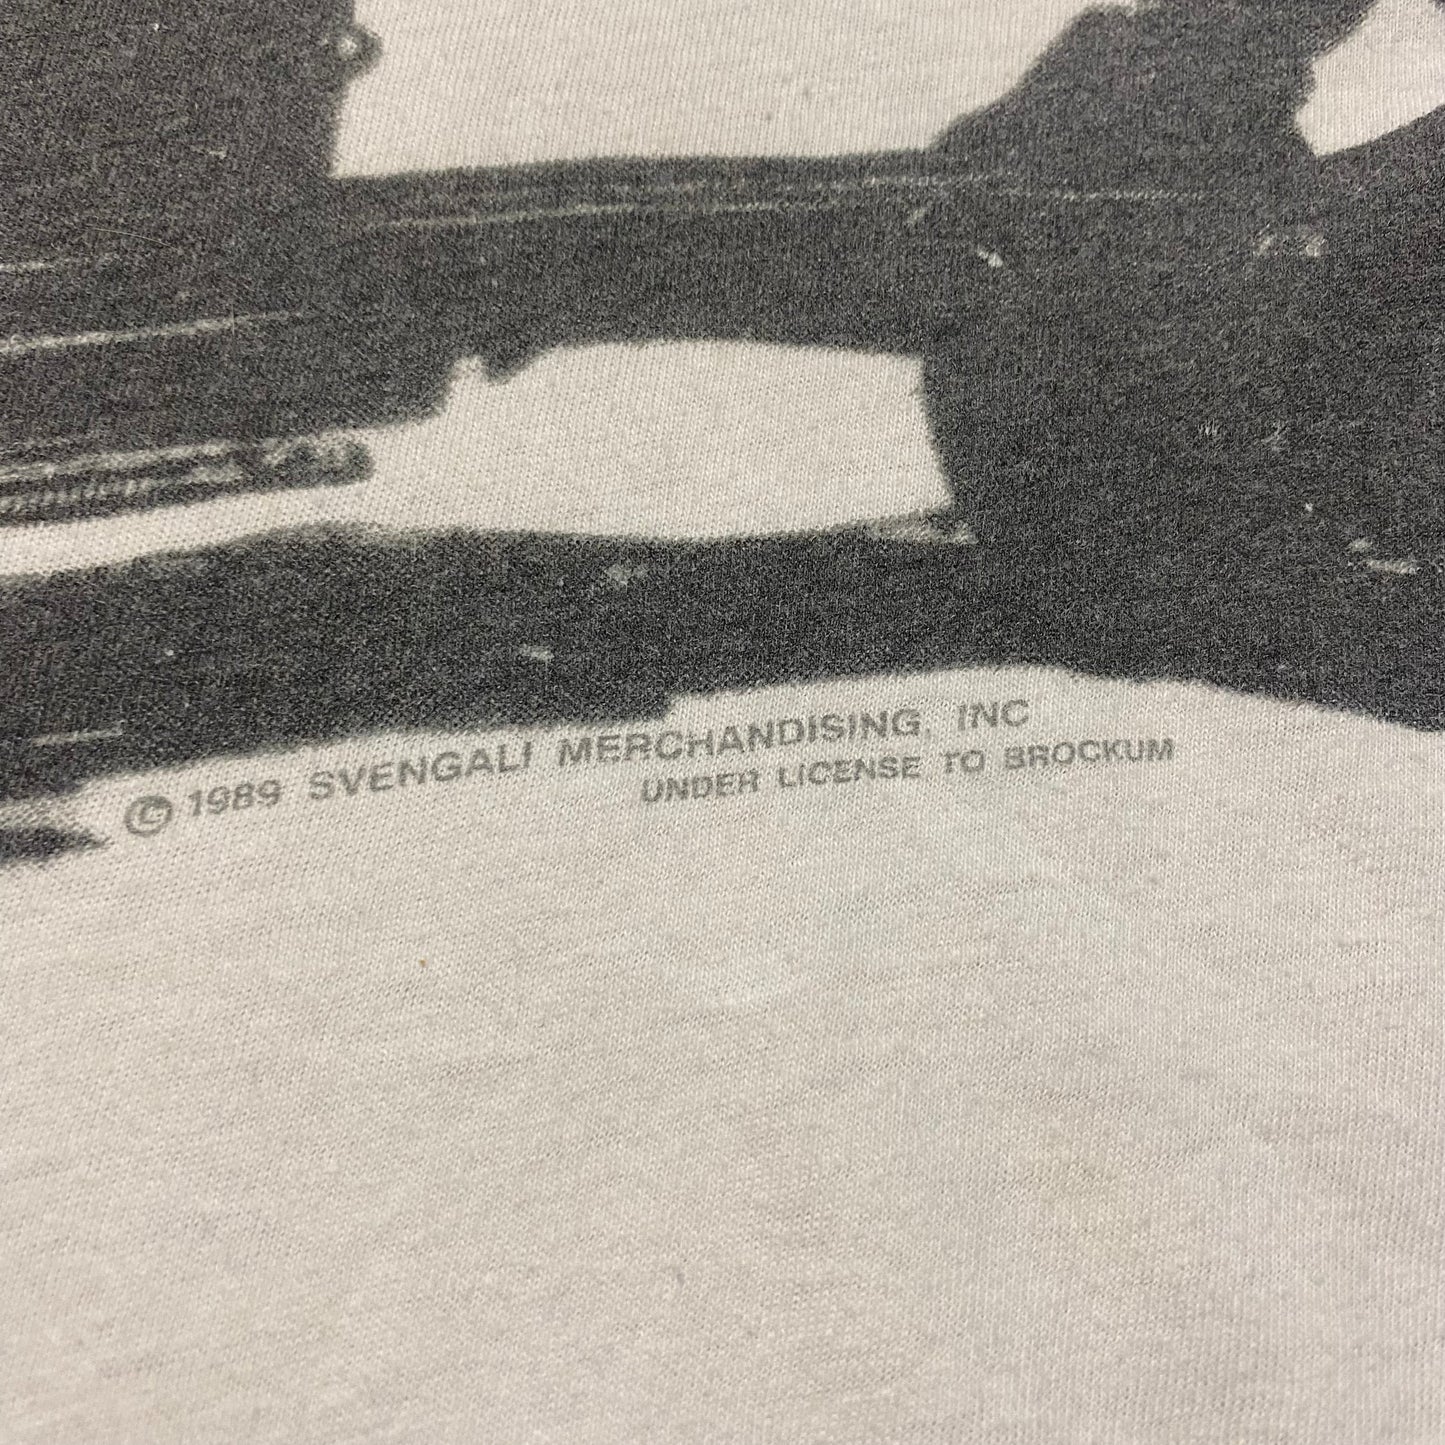 © 1989 SVENGALI MERCHANDISING, INC
UNDER LICENSE TO BROCKUM